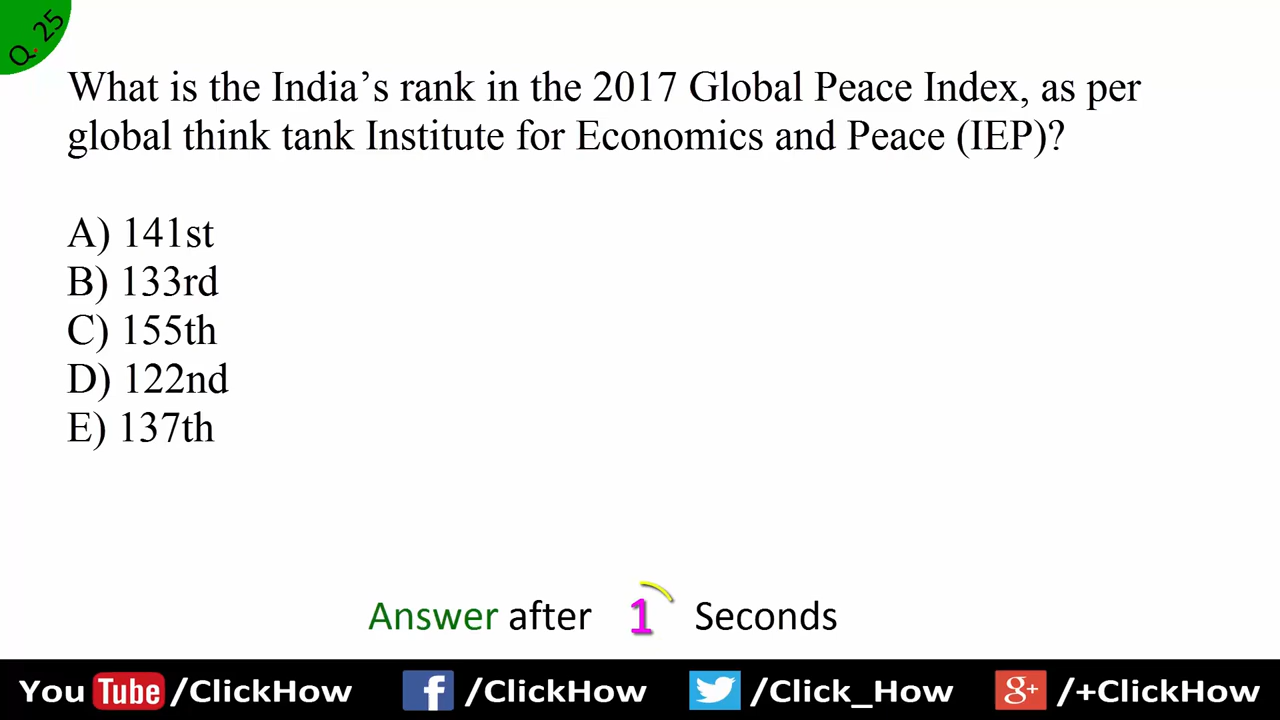 Q. 25
What is the India’s rank in the 2017 Global Peace Index, as per
global think tank Institute for Economics and Peace (IEP)?
A) 141st
B) 133rd
C) 155th
D) 122nd
E) 137th
Answer after 1 Seconds
You Tube /ClickHow f /ClickHow /Click_How g+ /+ClickHow